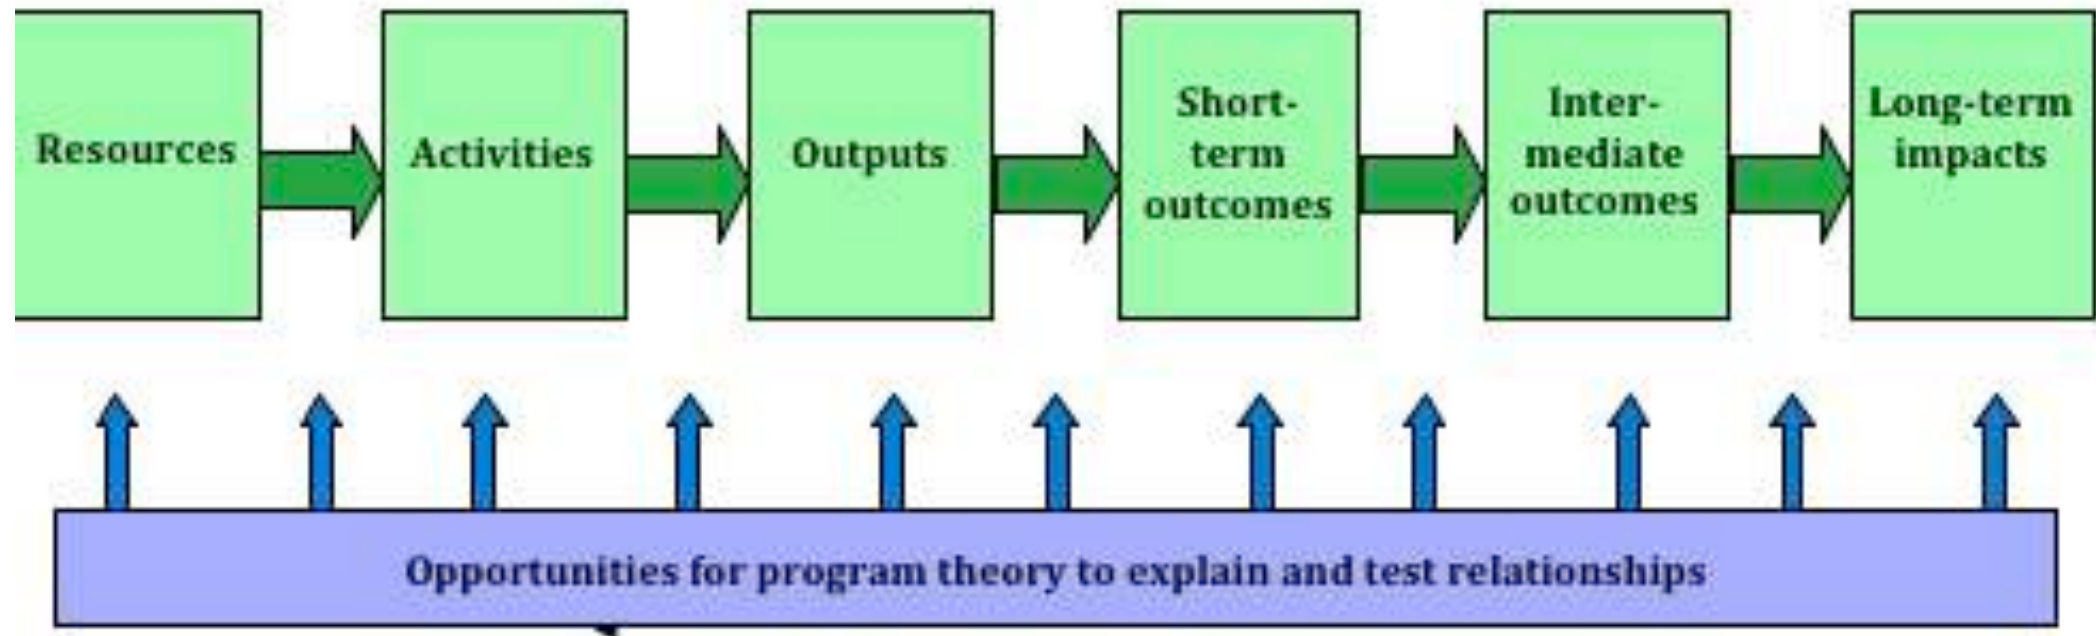 Resources
Activities
Outputs
Short-
term
outcomes
Inter-
mediate
outcomes
Long-term
impacts
Opportunities for program theory to explain and test relationships